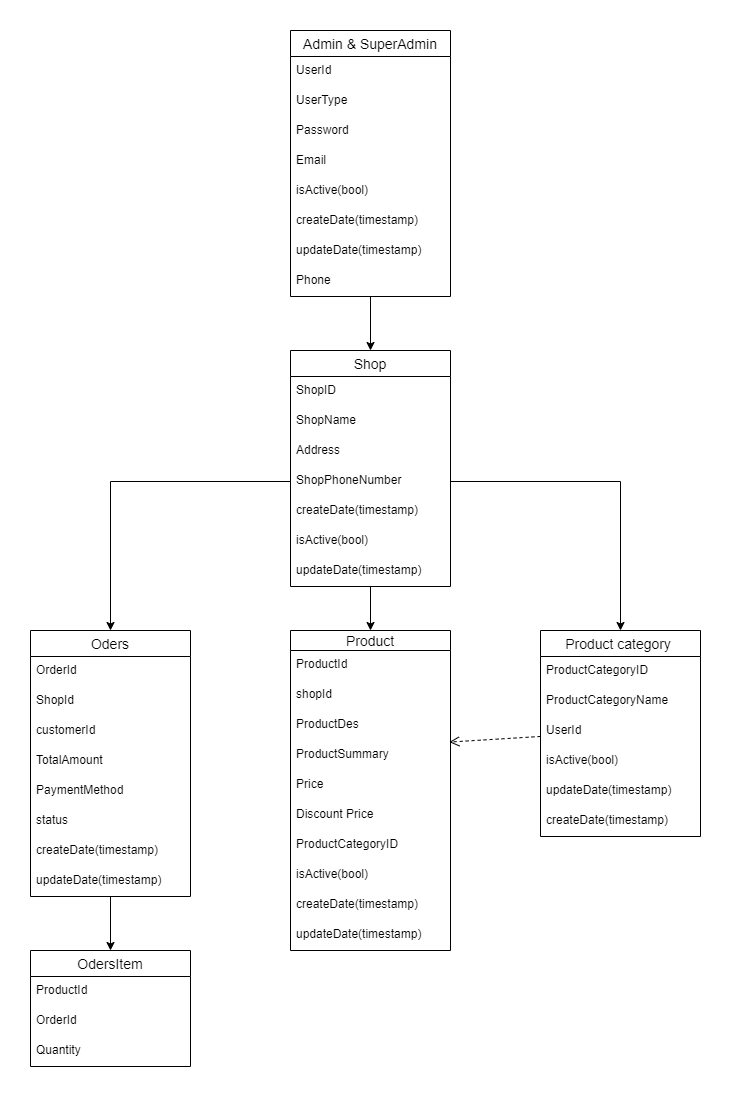 Admin & SuperAdmin
UserId
UserType
Password
Email
isActive(bool)
createDate(timestamp)
updateDate(timestamp)
Phone
Shop
ShopID
ShopName
Address
ShopPhoneNumber
createDate(timestamp)
isActive(bool)
updateDate(timestamp)
Oders
OrderId
ShopId
customerId
TotalAmount
PaymentMethod
status
createDate(timestamp)
updateDate(timestamp)
Product
ProductId
shopId
ProductDes
ProductSummary
Price
Discount Price
ProductCategoryID
isActive(bool)
createDate(timestamp)
updateDate(timestamp)
Product category
ProductCategoryID
ProductCategoryName
UserId
isActive(bool)
updateDate(timestamp)
createDate(timestamp)
OdersItem
ProductId
OrderId
Quantity